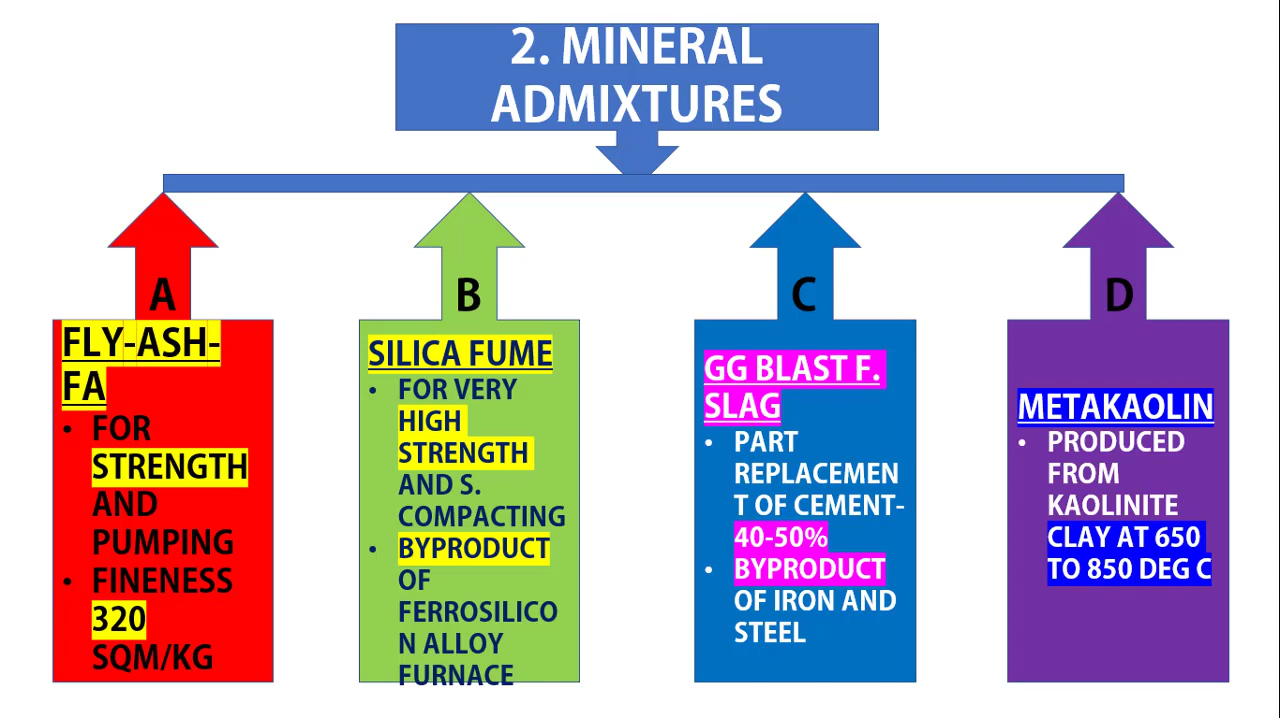 2. MINERAL
ADMIXTURES
A
FLY-ASH-
FA
• FOR
STRENGTH
AND
PUMPING
• FINENESS
320
SQM/KG
B
SILICA FUME
• FOR VERY
HIGH
STRENGTH
AND S.
COMPACTING
• BYPRODUCT
OF
FERROSILICO
N ALLOY
FURNACE
C
GG BLAST F.
SLAG
• PART
REPLACEMEN
T OF CEMENT-
40-50%
• BYPRODUCT
OF IRON AND
STEEL
D
METAKAOLIN
• PRODUCED
FROM
KAOLINITE
CLAY AT 650
TO 850 DEG C